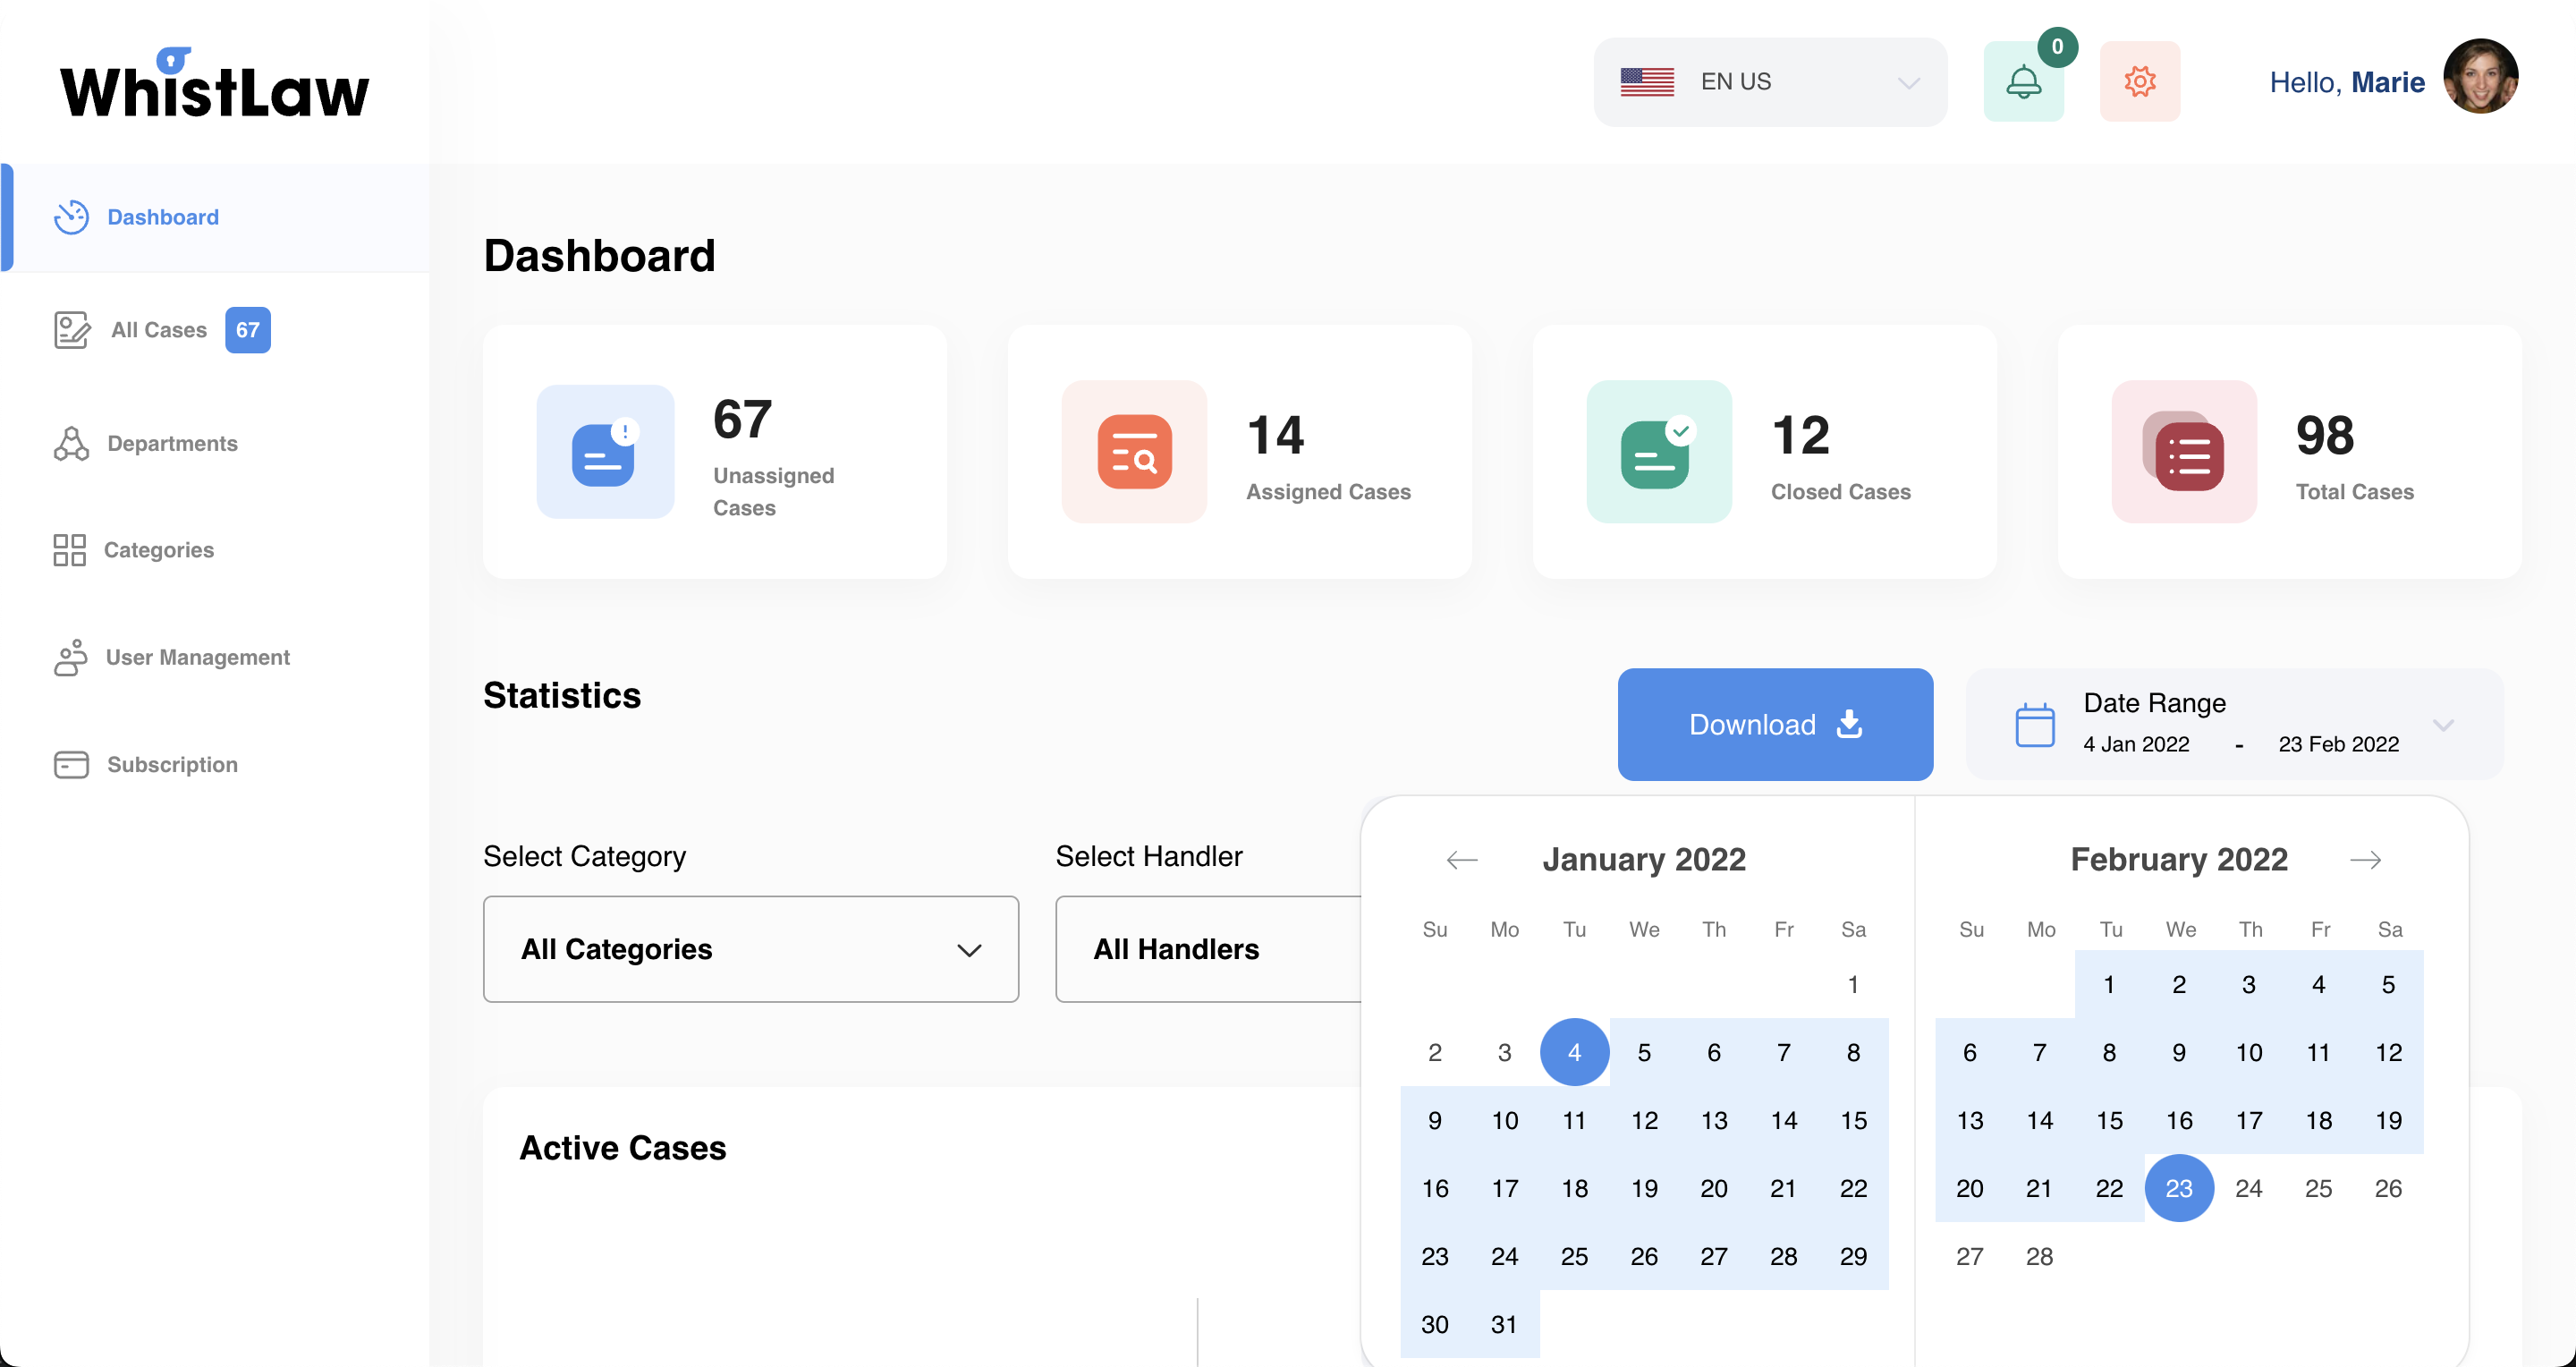 WhistLaw
EN US
0
Hello, Marie
Dashboard
All Cases 67
Departments
Categories
User Management
Subscription
Dashboard
67
Unassigned
Cases
14
Assigned Cases
12
Closed Cases
98
Total Cases
Statistics
Download
Date Range
4 Jan 2022 - 23 Feb 2022
Select Category
All Categories
Select Handler
All Handlers
Active Cases
January 2022
Su Mo Tu We Th Fr Sa
1
2 3 4 5 6 7 8
9 10 11 12 13 14 15
16 17 18 19 20 21 22
23 24 25 26 27 28 29
30 31
February 2022
Su Mo Tu We Th Fr Sa
1 2 3 4 5
6 7 8 9 10 11 12
13 14 15 16 17 18 19
20 21 22 23 24 25 26
27 28